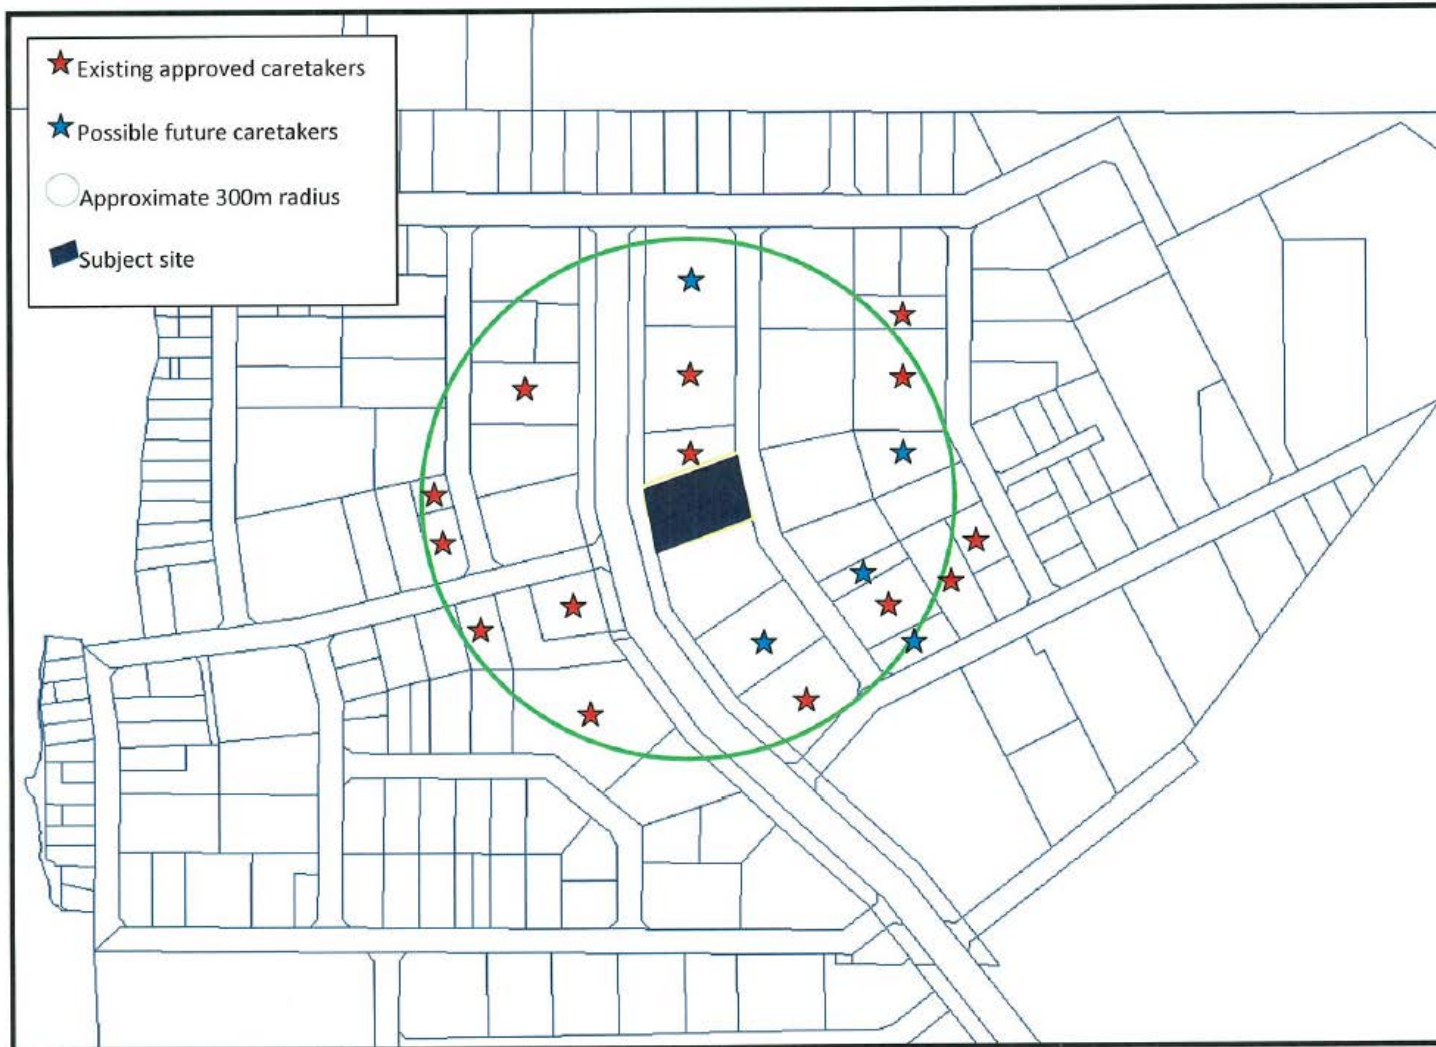 Existing approved caretakers
Possible future caretakers
Approximate 300m radius
Subject site